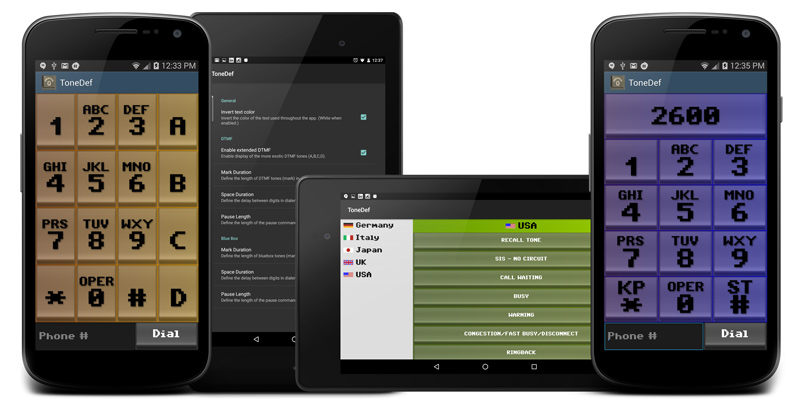 12:33 PM
ToneDef
1
ABC
2
DEF
3
A
GHI
4
JKL
5
MNO
6
B
PRS
7
TUV
8
WXY
9
C
*
OPER
0
#
D
Phone #
Dial
12:37
ToneDef
General
Invert text color
Invert the color of the text used throughout the app. (White when
enabled.)
DTMF
Enable extended DTMF
Enable display of the more exotic DTMF tones (A,B,C,D).
Mark Duration
Define the length of DTMF tones (mark) in
Space Duration
Define the delay between digits in dialer
Pause Length
Define the length of the pause comman
Blue Box
Mark Duration
Define the length of bluebox tones (mar
Space Duration
Define the delay between digits in dialer
Pause Length
Define the length of the pause comman
ToneDef
Germany
Italy
Japan
UK
USA
USA
RECALL TONE
SIS - NO CIRCUIT
CALL WAITING
BUSY
WARNING
CONGESTION/FAST BUSY/DISCONNECT
RINGBACK
12:35 PM
ToneDef
2600
1
ABC
2
DEF
3
GHI
4
JKL
5
MNO
6
PRS
7
TUV
8
WXY
9
KP
*
OPER
0
ST
#
Phone #
Dial